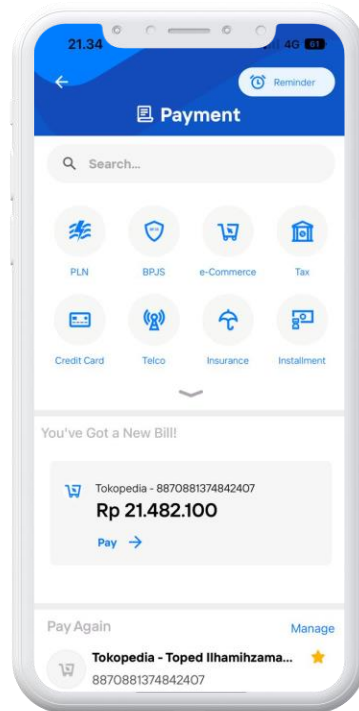 21.34
4G 61
Reminder
Payment
Search...
PLN
BPJS
e-Commerce
Tax
Credit Card
Telco
Insurance
Installment
You've Got a New Bill!
Tokopedia - 8870881374842407
Rp 21.482.100
Pay →
Pay Again
Manage
Tokopedia - Toped Ilhamihzama...
8870881374842407